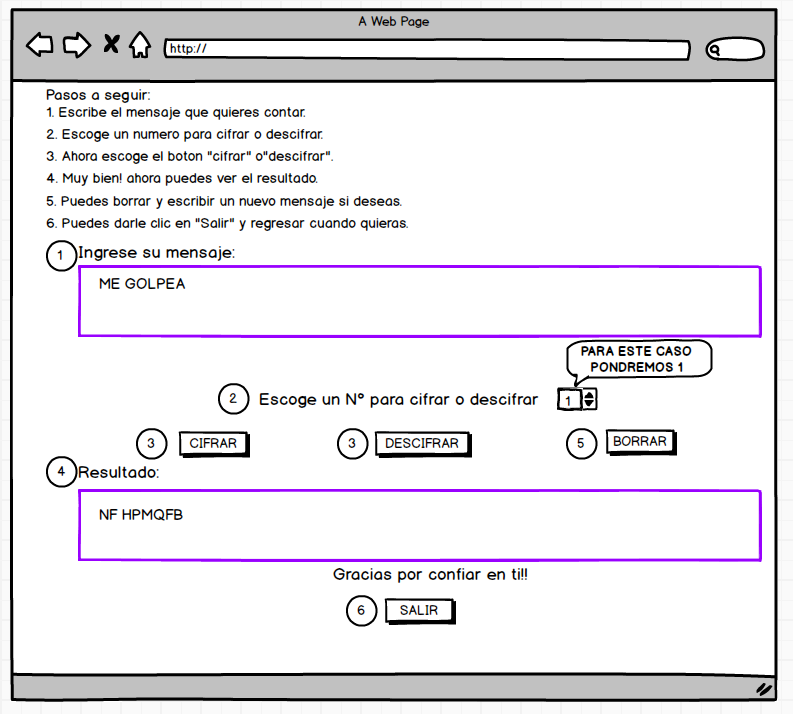 A Web Page
http://
Pasos a seguir:
1. Escribe el mensaje que quieres contar.
2. Escoge un numero para cifrar o descifrar.
3. Ahora escoge el boton "cifrar" o"descifrar".
4. Muy bien! ahora puedes ver el resultado.
5. Puedes borrar y escribir un nuevo mensaje si deseas.
6. Puedes darle clic en "Salir" y regresar cuando quieras.
1 Ingrese su mensaje:
ME GOLPEA
PARA ESTE CASO
PONDREMOS 1
2 Escoge un Nº para cifrar o descifrar 1
3 CIFRAR 3 DESCIFRAR 5 BORRAR
4 Resultado:
NF HPMQFB
Gracias por confiar en ti!!
6 SALIR